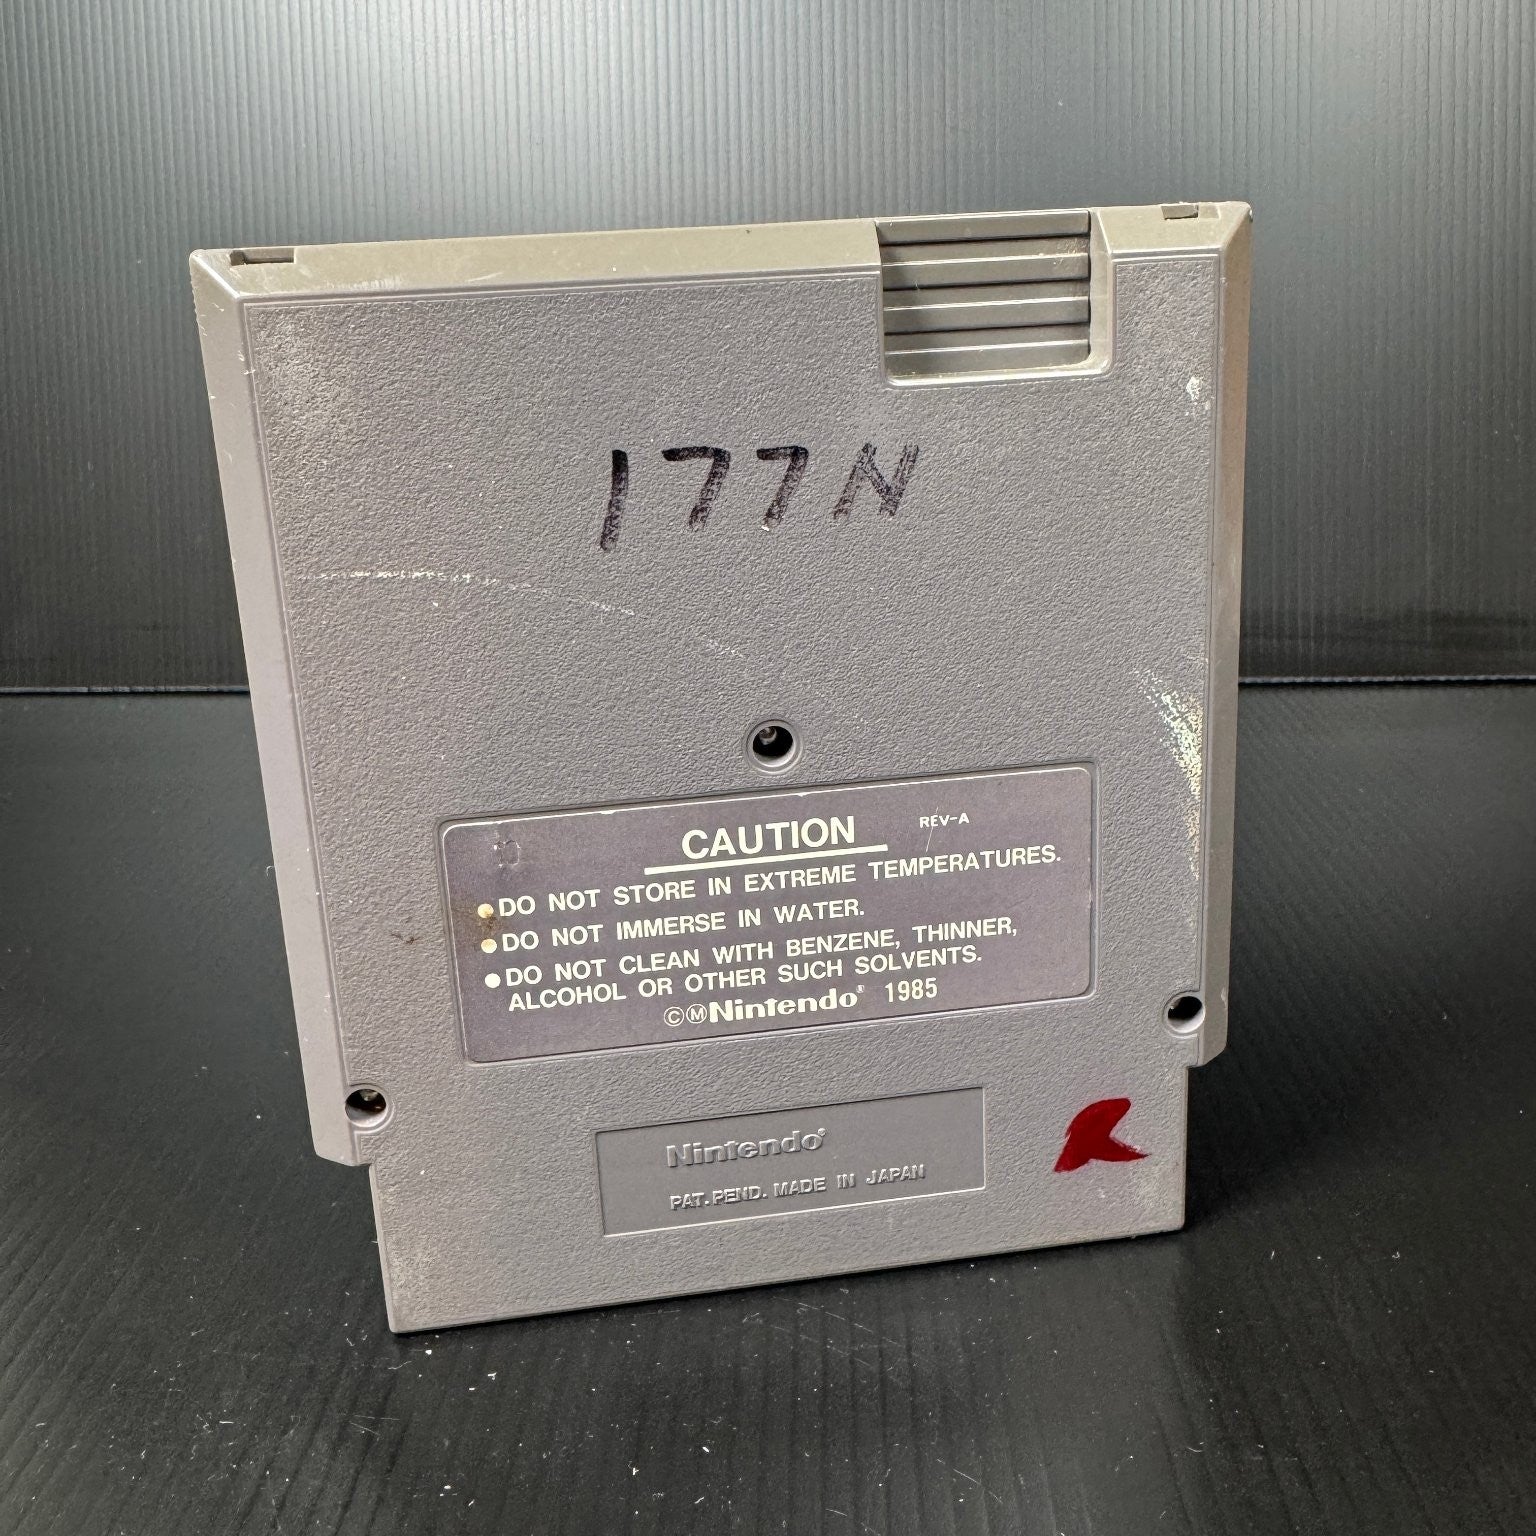 177N
CAUTION REV-A
●DO NOT STORE IN EXTREME TEMPERATURES.
●DO NOT IMMERSE IN WATER.
●DO NOT CLEAN WITH BENZENE, THINNER,
ALCOHOL OR OTHER SUCH SOLVENTS.
©ⓂNintendo® 1985
Nintendo®
PAT. PEND. MADE IN JAPAN